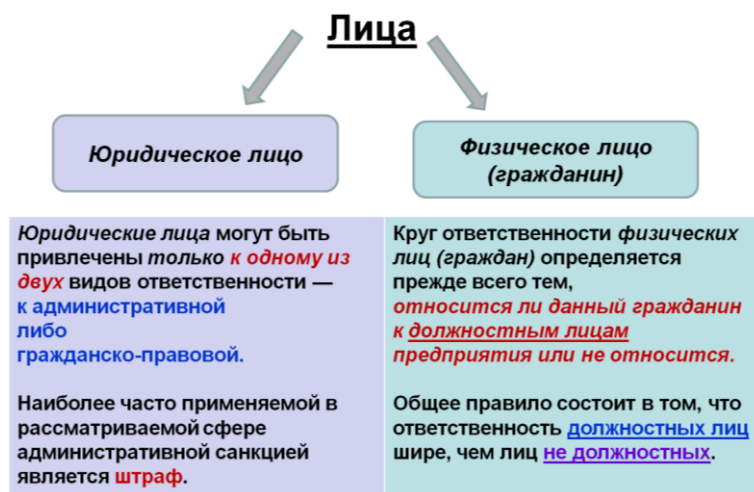 Лица
Юридическое лицо
Физическое лицо
(гражданин)
Юридические лица могут быть
привлечены только к одному из
двух видов ответственности —
к административной
либо
гражданско-правовой.
Наиболее часто применяемой в
рассматриваемой сфере
административной санкцией
является штраф.
Круг ответственности физических
лиц (граждан) определяется
прежде всего тем,
относится ли данный гражданин
к должностным лицам
предприятия или не относится.
Общее правило состоит в том, что
ответственность должностных лиц
шире, чем лиц не должностных.